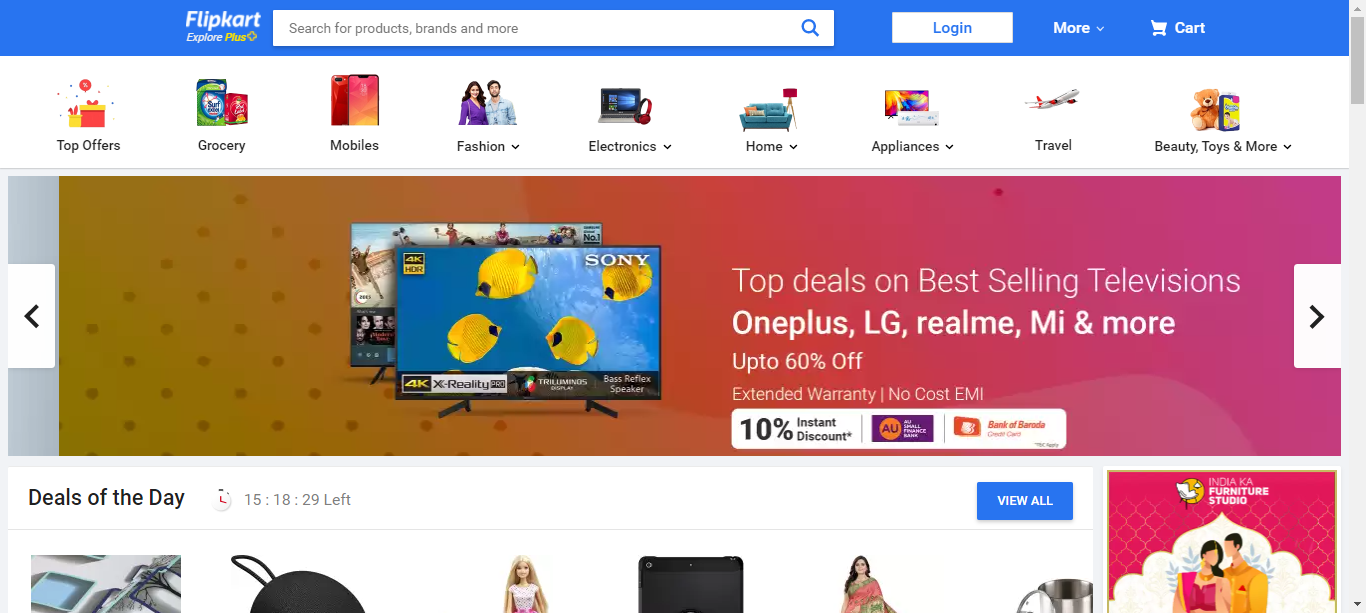 Flipkart
Explore Plus
Search for products, brands and more
Login
More
Cart
Top Offers
Grocery
Mobiles
Fashion
Electronics
Home
Appliances
Travel
Beauty, Toys & More
SAMSUNG
No.1
4K
HDR
SONY
4K X-Reality PRO
TRILUMINOS
DISPLAY
Bass Reflex
Speaker
Top deals on Best Selling Televisions
Oneplus, LG, realme, Mi & more
Upto 60% Off
Extended Warranty | No Cost EMI
10% Instant
Discount*
AU
AU
SMALL
FINANCE
BANK
Bank of Baroda
Credit Card
*T&C Apply
Deals of the Day
15 : 18 : 29 Left
VIEW ALL
INDIA KA
FURNITURE
STUDIO